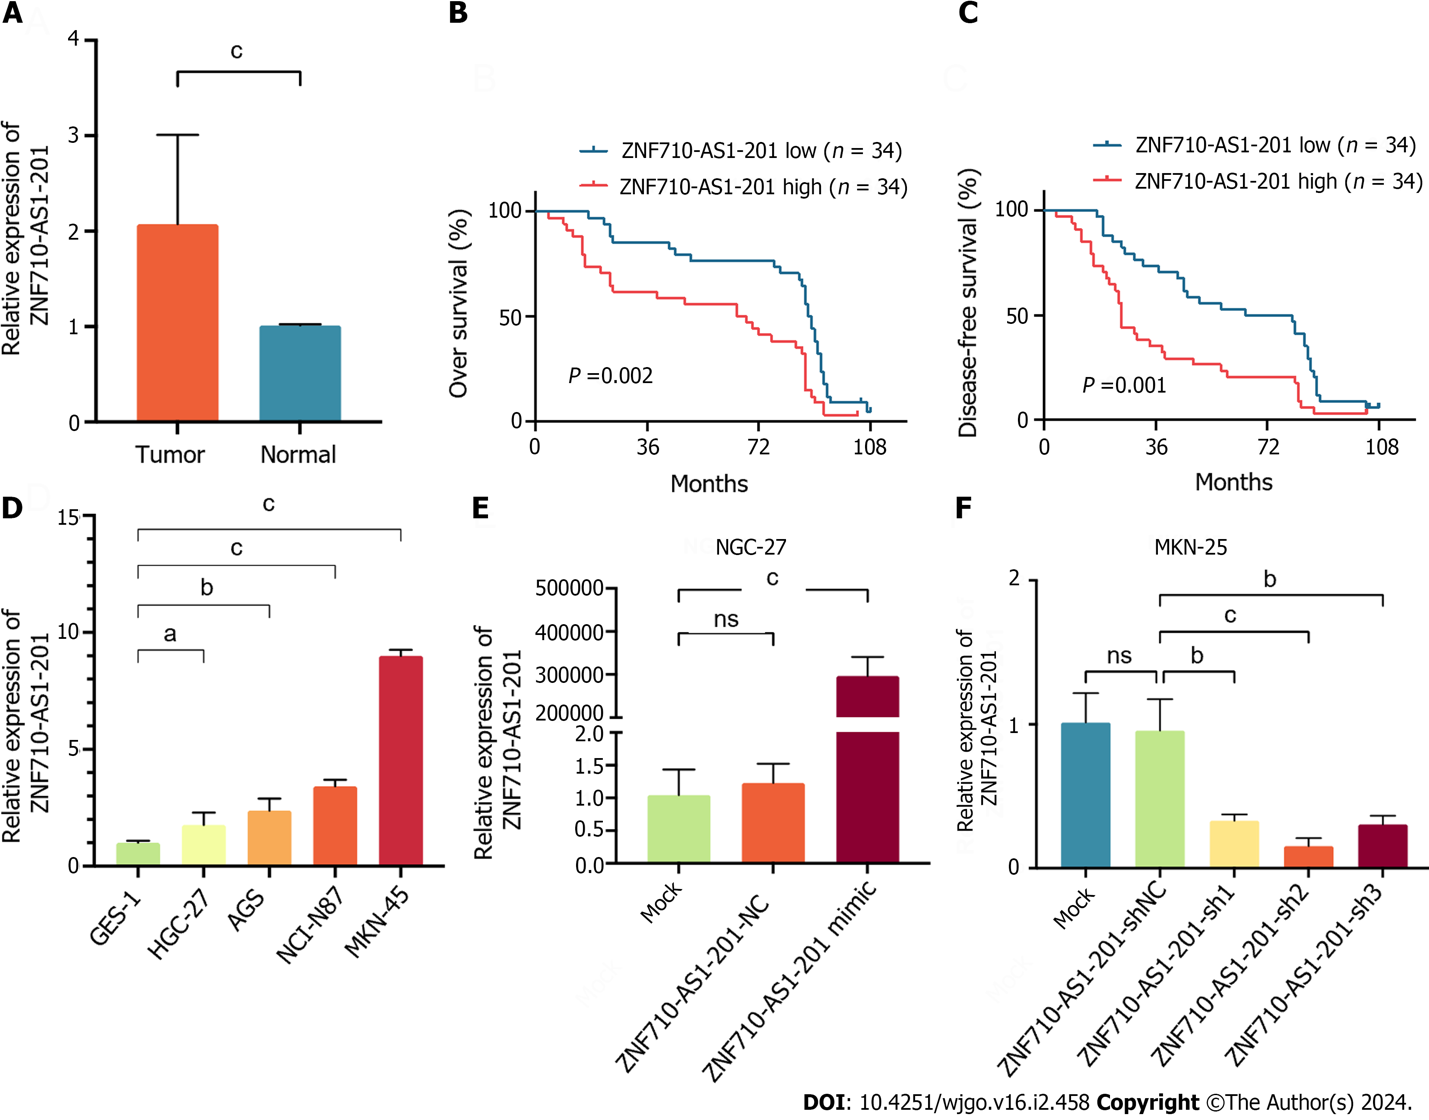 A
Relative expression of
ZNF710-AS1-201
4
3
2
1
0
c
Tumor
Normal
B
ZNF710-AS1-201 low (n = 34)
ZNF710-AS1-201 high (n = 34)
Over survival (%)
100
50
0
P =0.002
0
36
72
108
Months
C
ZNF710-AS1-201 low (n = 34)
ZNF710-AS1-201 high (n = 34)
Disease-free survival (%)
100
50
0
P =0.001
0
36
72
108
Months
D
Relative expression of
ZNF710-AS1-201
15
10
5
0
c
c
b
a
GES-1
HGC-27
AGS
NCI-N87
MKN-45
E
NGC-27
Relative expression of
ZNF710-AS1-201
500000
400000
300000
200000
2.0
1.5
1.0
0.5
0.0
c
ns
Mock
ZNF710-AS1-201-NC
ZNF710-AS1-201 mimic
F
MKN-25
Relative expression of
ZNF710-AS1-201
2
1
0
b
c
ns
b
Mock
ZNF710-AS1-201-shNC
ZNF710-AS1-201-sh1
ZNF710-AS1-201-sh2
ZNF710-AS1-201-sh3
DOI: 10.4251/wjgo.v16.i2.458 Copyright ©The Author(s) 2024.